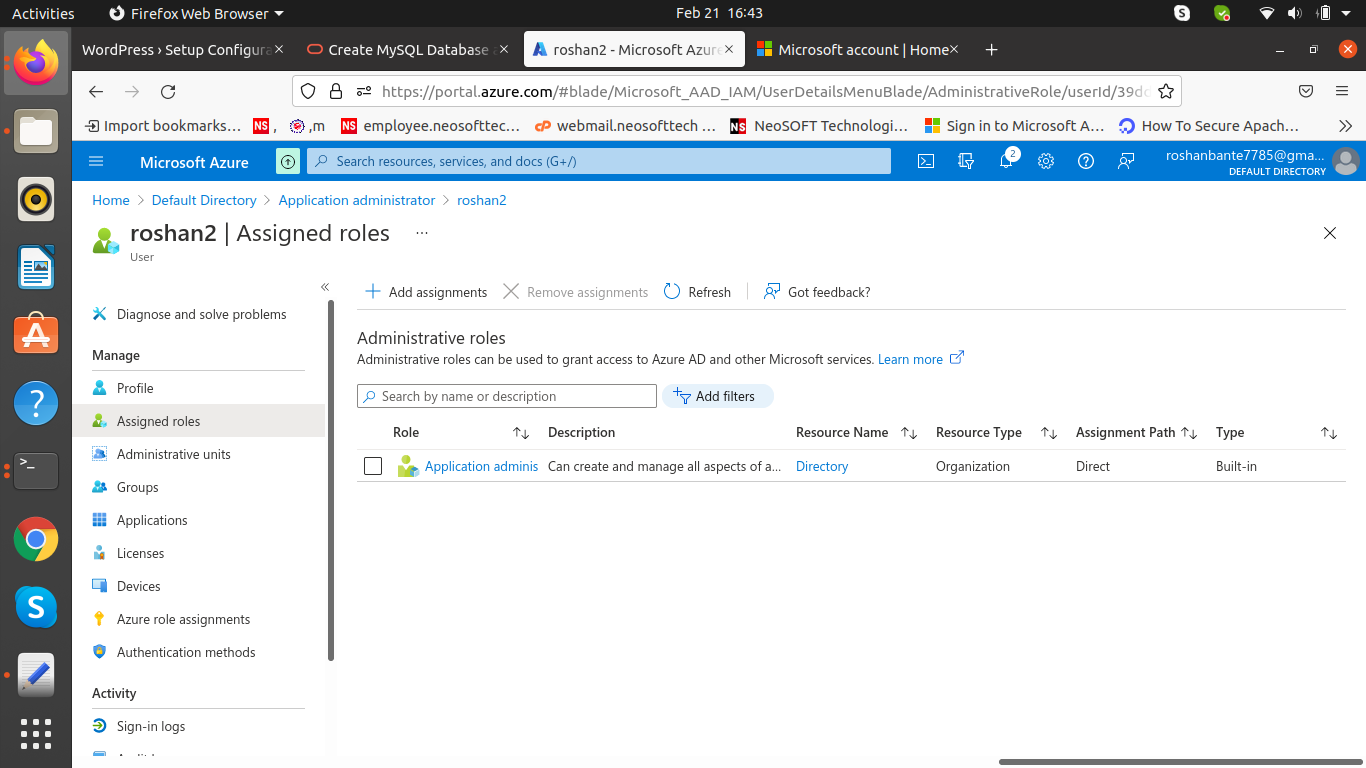 Activities
Firefox Web Browser
Feb 21 16:43
WordPress › Setup Configura
Create MySQL Database
roshan2 - Microsoft Azure
Microsoft account | Home
https://portal.azure.com/#blade/Microsoft_AAD_IAM/UserDetailsMenuBlade/AdministrativeRole/userId/39dc
Import bookmarks...
NS ,
,m
NS employee.neosofttec...
cP webmail.neosofttech ...
NS NeoSOFT Technologi...
Sign in to Microsoft A...
How To Secure Apach...
Microsoft Azure
Search resources, services, and docs (G+/)
2
roshanbante7785@gma...
DEFAULT DIRECTORY
Home > Default Directory > Application administrator > roshan2
roshan2 | Assigned roles ...
User
Diagnose and solve problems
Manage
Profile
Assigned roles
Administrative units
Groups
Applications
Licenses
Devices
Azure role assignments
Authentication methods
Activity
Sign-in logs
Add assignments
Remove assignments
Refresh
Got feedback?
Administrative roles
Administrative roles can be used to grant access to Azure AD and other Microsoft services. Learn more
Search by name or description
Add filters
Role Description Resource Name Resource Type Assignment Path Type
Application adminis Can create and manage all aspects of a... Directory Organization Direct Built-in